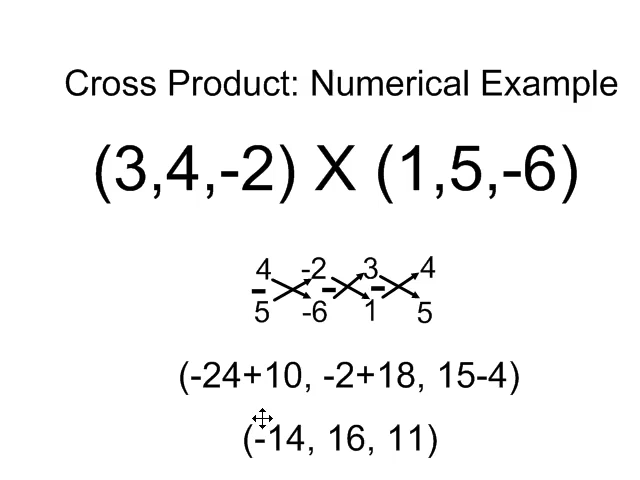 Cross Product: Numerical Example
(3,4,-2) X (1,5,-6)
4 -2 3 4
- - -
5 -6 1 5
(-24+10, -2+18, 15-4)
(-14, 16, 11)